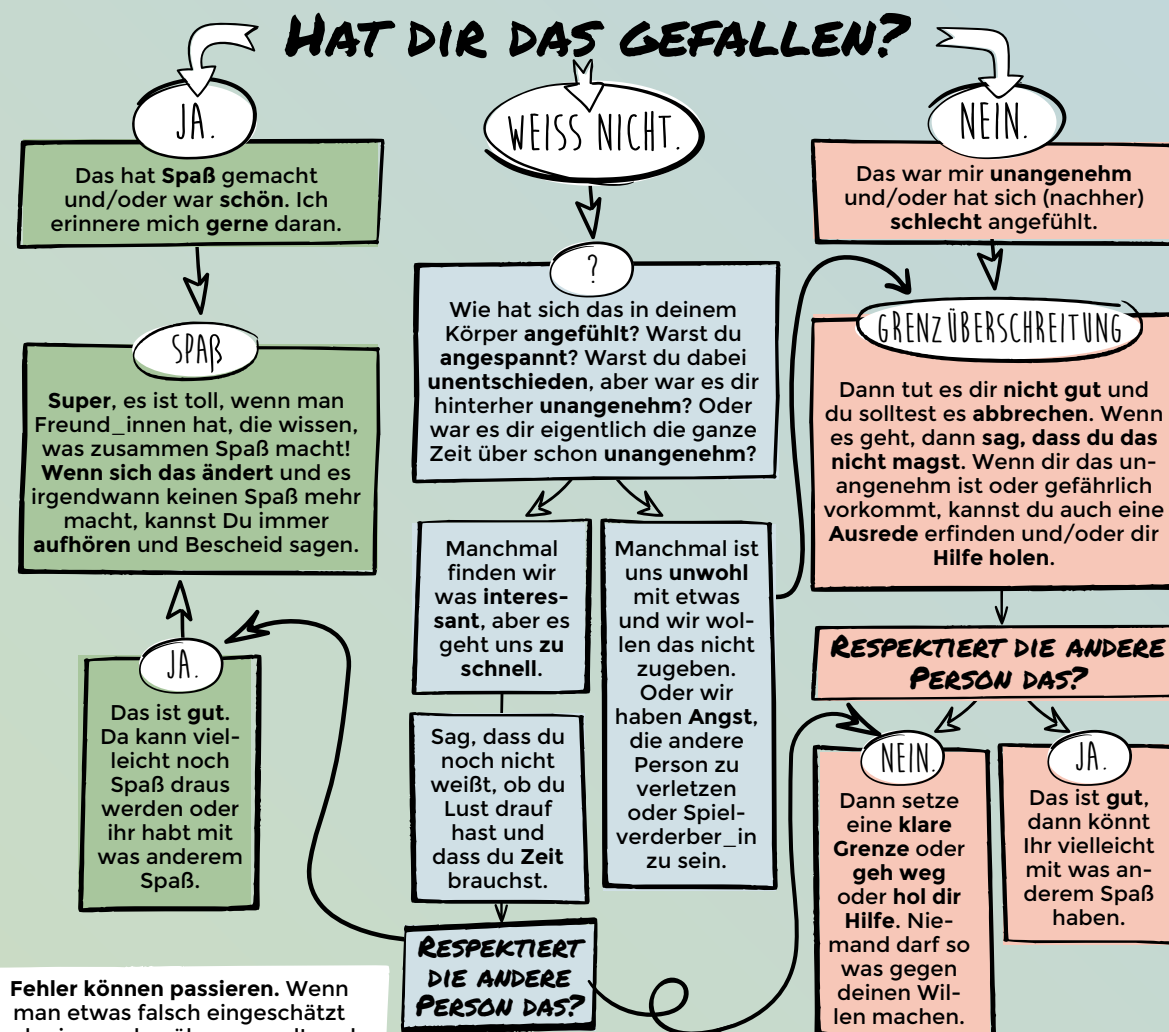 Hat dir das gefallen?
JA.
Das hat Spaß gemacht
und/oder war schön. Ich
erinnere mich gerne daran.
SPAß
Super, es ist toll, wenn man
Freund_innen hat, die wissen,
was zusammen Spaß macht!
Wenn sich das ändert und es
irgendwann keinen Spaß mehr
macht, kannst Du immer
aufhören und Bescheid sagen.
JA.
Das ist gut.
Da kann viel-
leicht noch
Spaß draus
werden oder
ihr habt mit
was anderem
Spaß.
WEISS NICHT.
?
Wie hat sich das in deinem
Körper angefühlt? Warst du
angespannt? Warst du dabei
unentschieden, aber war es dir
hinterher unangenehm? Oder
war es dir eigentlich die ganze
Zeit über schon unangenehm?
Manchmal
finden wir
was interes-
sant, aber es
geht uns zu
schnell.
Sag, dass du
noch nicht
weißt, ob du
Lust drauf
hast und
dass du Zeit
brauchst.
Respektiert
die andere
Person das?
Manchmal ist
uns unwohl
mit etwas
und wir wol-
len das nicht
zugeben.
Oder wir
haben Angst,
die andere
Person zu
verletzen
oder Spiel-
verderber_in
zu sein.
NEIN.
Das war mir unangenehm
und/oder hat sich (nachher)
schlecht angefühlt.
GRENZÜBERSCHREITUNG
Dann tut es dir nicht gut und
du solltest es abbrechen. Wenn
es geht, dann sag, dass du das
nicht magst. Wenn dir das un-
angenehm ist oder gefährlich
vorkommt, kannst du auch eine
Ausrede erfinden und/oder dir
Hilfe holen.
Respektiert die andere
Person das?
NEIN.
Dann setze
eine klare
Grenze oder
geh weg
oder hol dir
Hilfe. Nie-
mand darf so
was gegen
deinen Wil-
len machen.
JA.
Das ist gut,
dann könnt
Ihr vielleicht
mit was an-
derem Spaß
haben.
Fehler können passieren. Wenn
man etwas falsch eingeschätzt